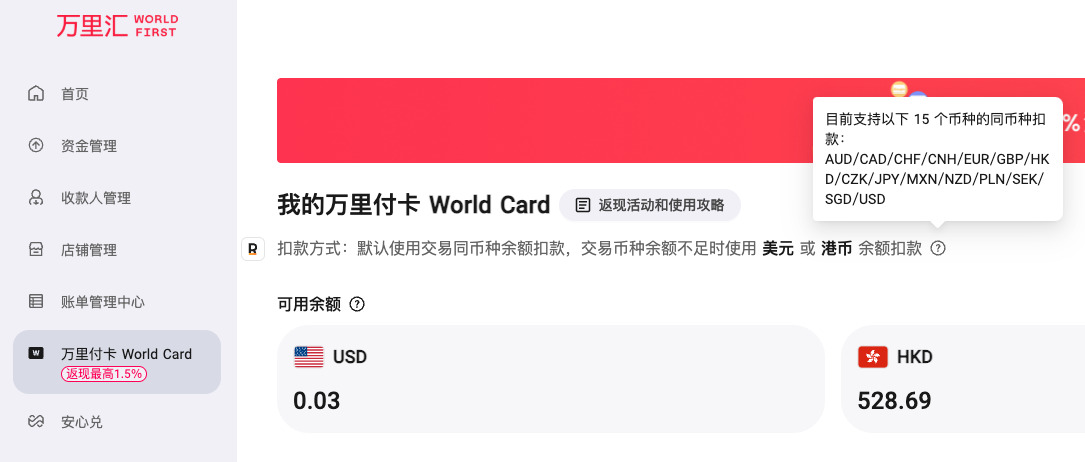 万里汇 WORLD FIRST
首页
资金管理
收款人管理
店铺管理
账单管理中心
W
万里付卡 World Card
返现最高1.5%
安心兑
%
目前支持以下 15 个币种的同币种扣
款：
AUD/CAD/CHF/CNH/EUR/GBP/HK
D/CZK/JPY/MXN/NZD/PLN/SEK/
SGD/USD
我的万里付卡 World Card 返现活动和使用攻略
R 扣款方式：默认使用交易同币种余额扣款，交易币种余额不足时使用 美元 或 港币 余额扣款 ?
可用余额 ?
USD
0.03
HKD
528.69